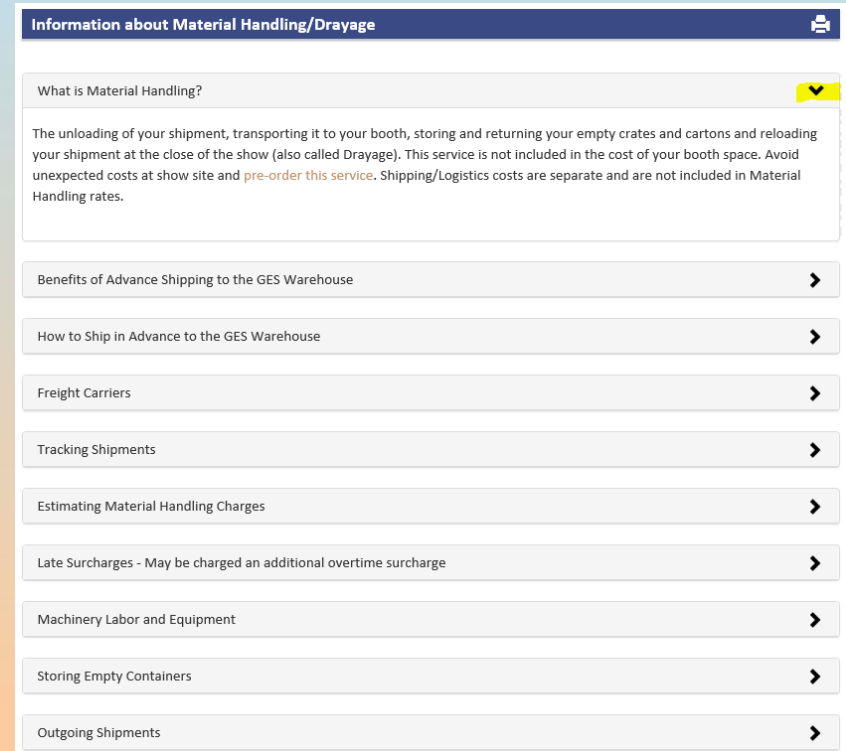 Information about Material Handling/Drayage
What is Material Handling?
The unloading of your shipment, transporting it to your booth, storing and returning your empty crates and cartons and reloading
your shipment at the close of the show (also called Drayage). This service is not included in the cost of your booth space. Avoid
unexpected costs at show site and pre-order this service. Shipping/Logistics costs are separate and are not included in Material
Handling rates.
Benefits of Advance Shipping to the GES Warehouse
How to Ship in Advance to the GES Warehouse
Freight Carriers
Tracking Shipments
Estimating Material Handling Charges
Late Surcharges - May be charged an additional overtime surcharge
Machinery Labor and Equipment
Storing Empty Containers
Outgoing Shipments